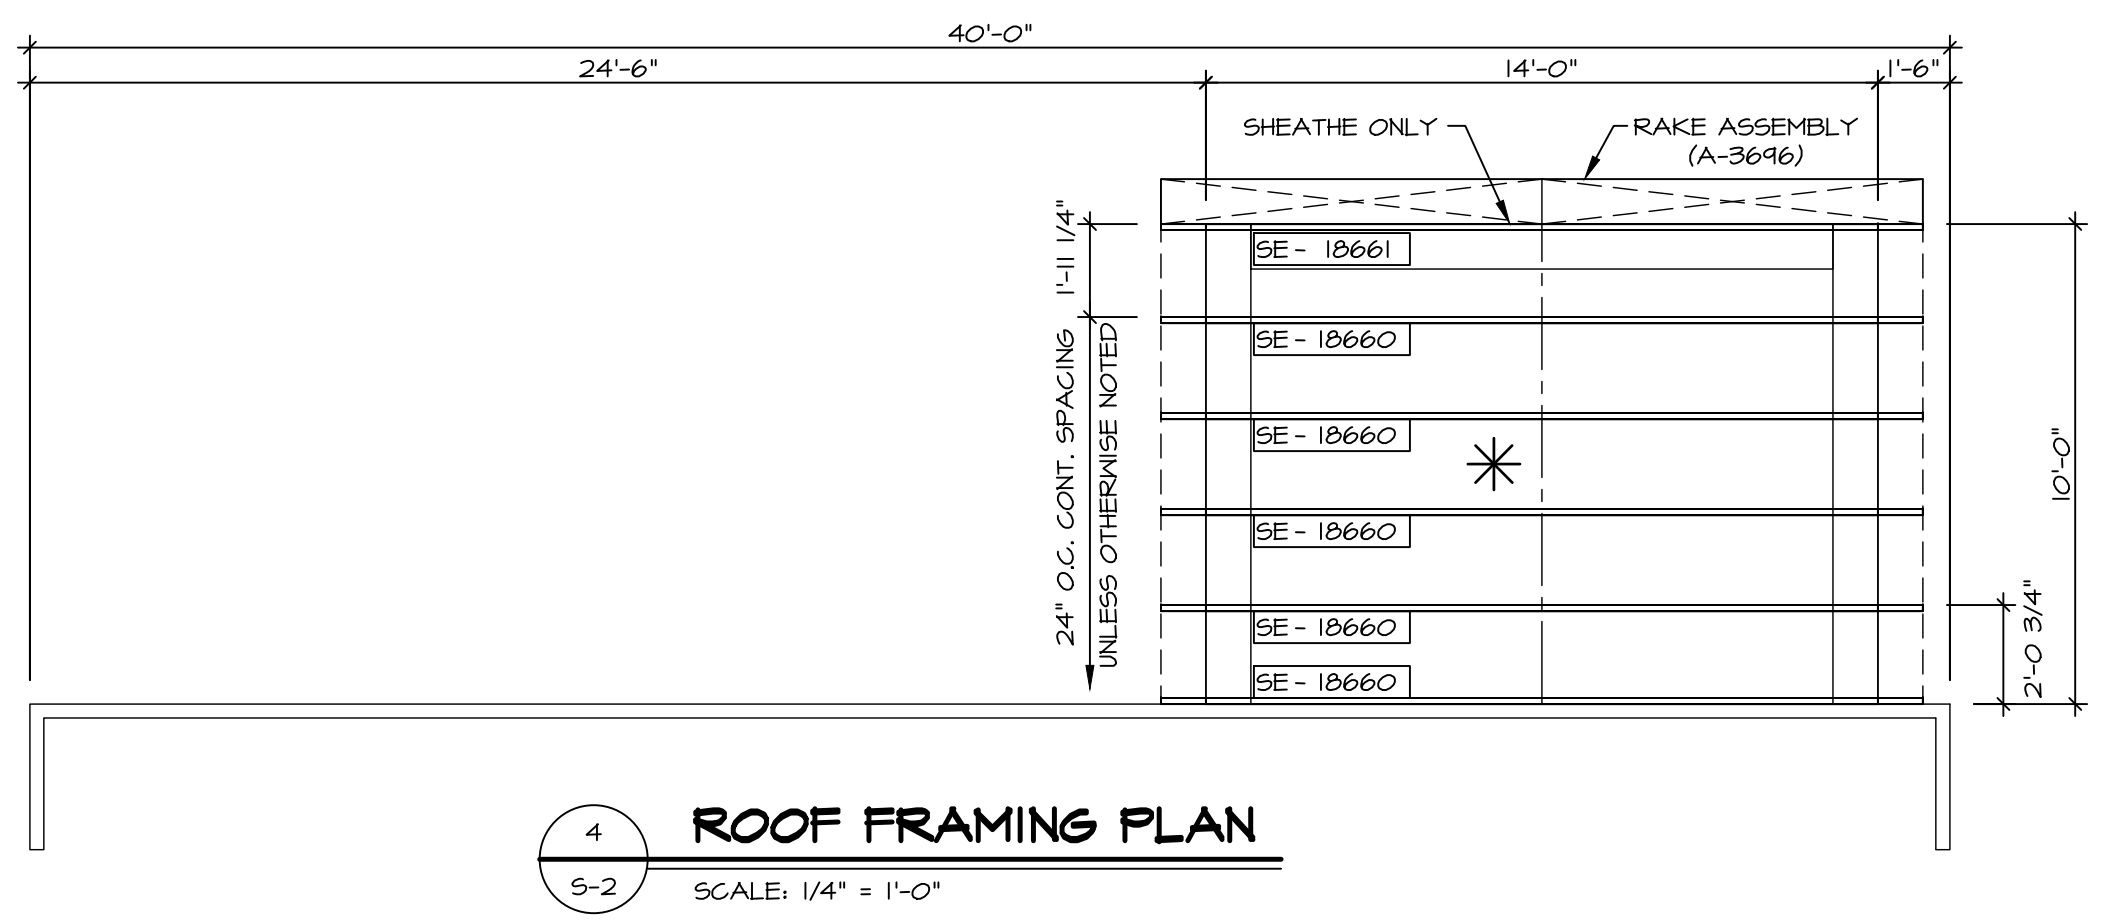 40'-0"
24'-6"
14'-0"
1'-6"
SHEATHE ONLY
RAKE ASSEMBLY
(A-3696)
1'-11 1/4"
24" O.C. CONT. SPACING
UNLESS OTHERWISE NOTED
SE - 18661
SE - 18660
SE - 18660
SE - 18660
SE - 18660
SE - 18660
10'-0"
2'-0 3/4"
4
S-2
ROOF FRAMING PLAN
SCALE: 1/4" = 1'-0"